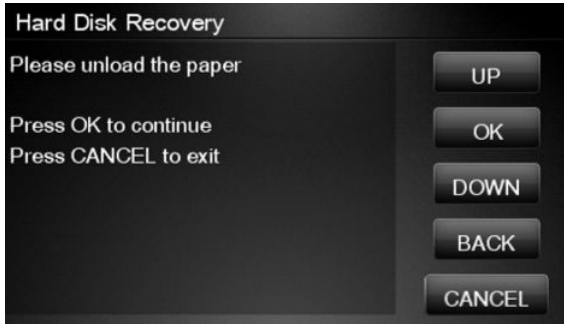 Hard Disk Recovery
Please unload the paper
Press OK to continue
Press CANCEL to exit
UP
OK
DOWN
BACK
CANCEL